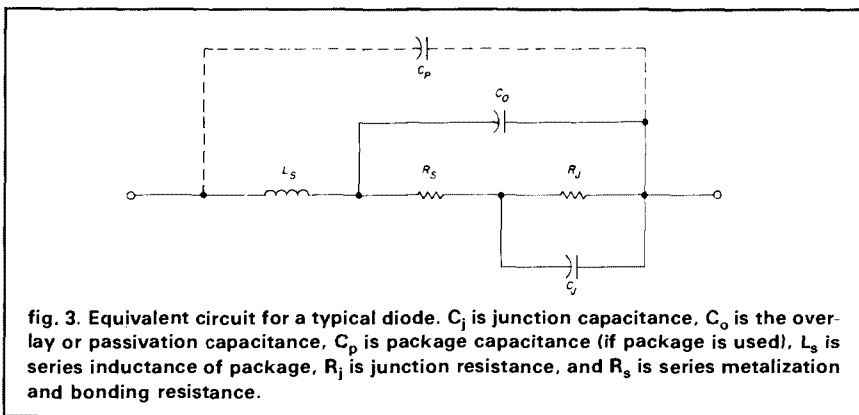 C_P
C_O
L_S
R_S
R_J
C_J
fig. 3. Equivalent circuit for a typical diode. C_j is junction capacitance, C_o is the over-
lay or passivation capacitance, C_p is package capacitance (if package is used), L_s is
series inductance of package, R_j is junction resistance, and R_s is series metalization
and bonding resistance.